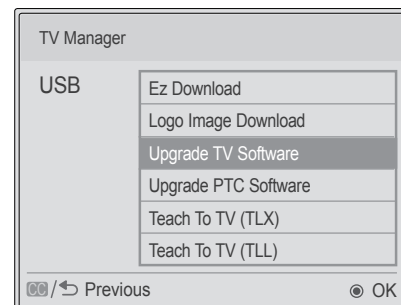 TV Manager
USB
Ez Download
Logo Image Download
Upgrade TV Software
Upgrade PTC Software
Teach To TV (TLX)
Teach To TV (TLL)
CC/ Previous
OK